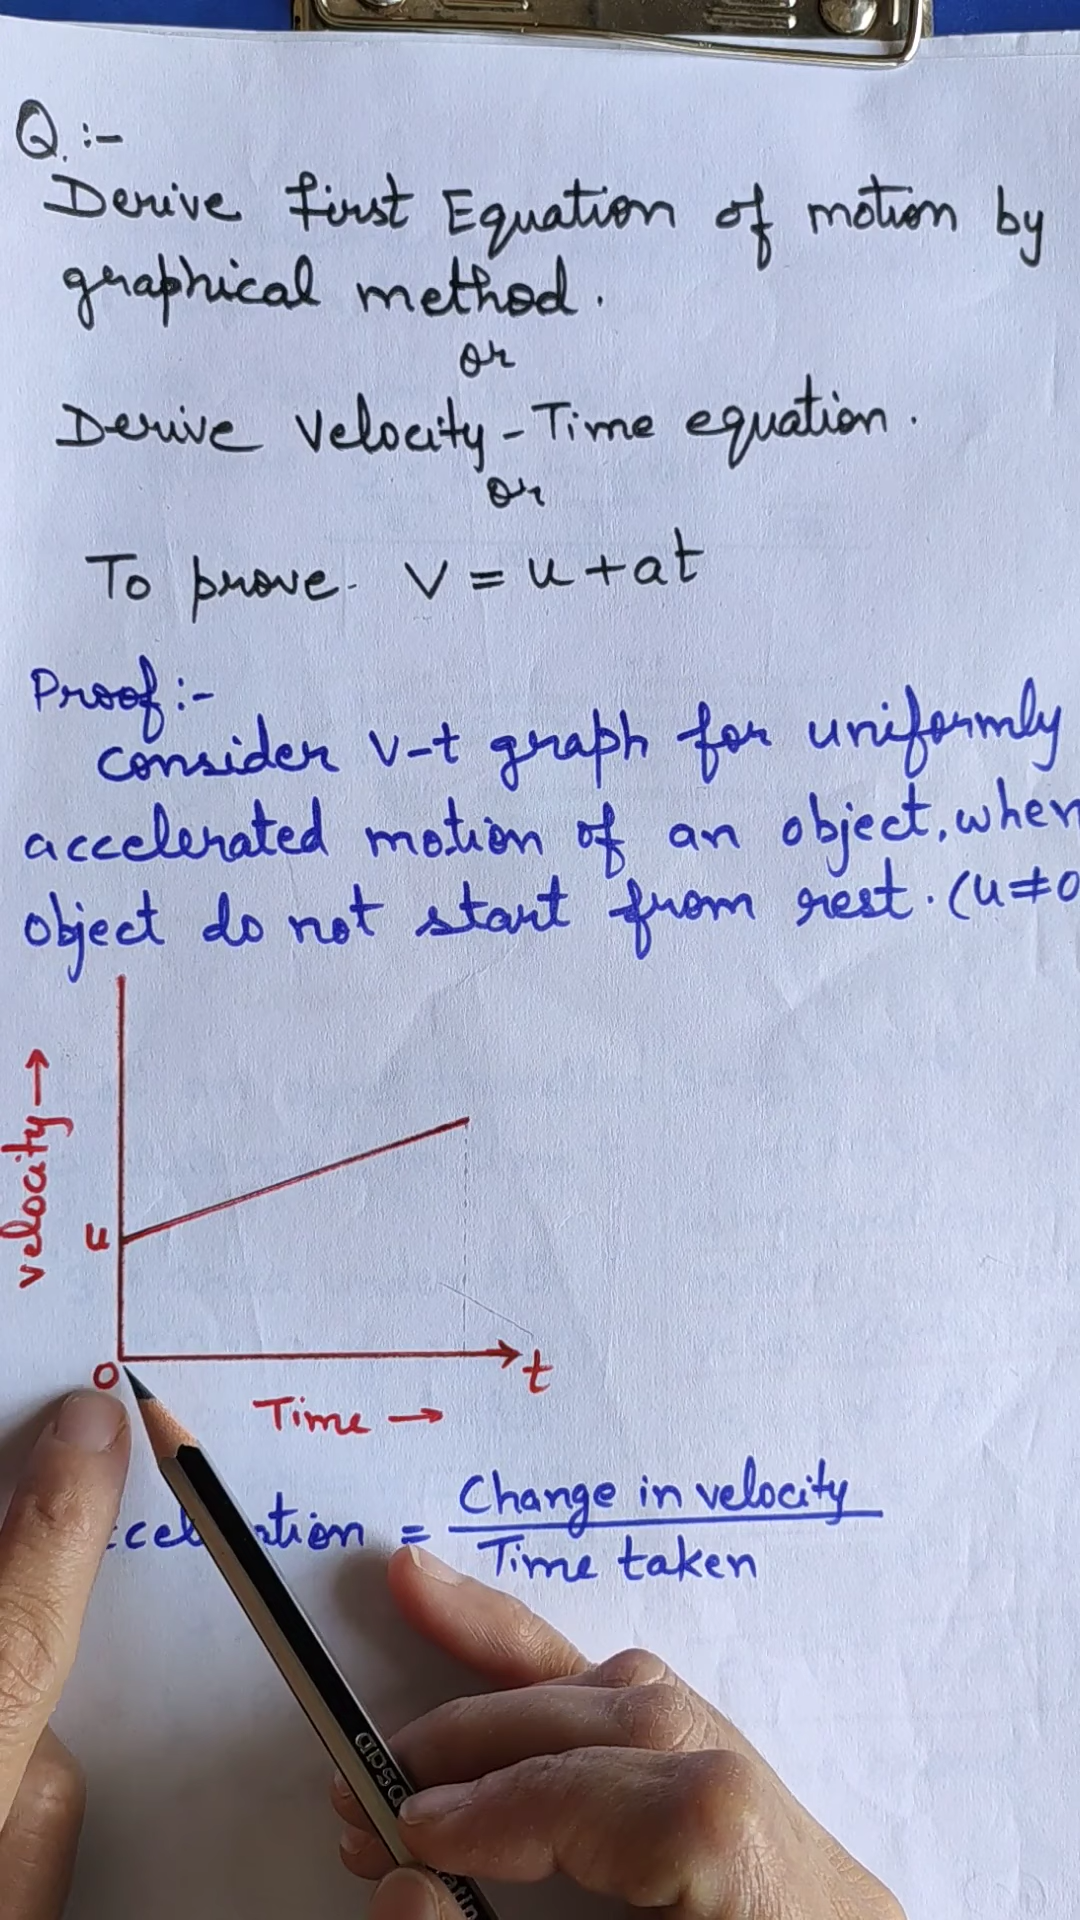 Q.:-
Derive first Equation of motion by
graphical method.
or
Derive Velocity-Time equation.
or
To prove- V = u + at
Proof:-
consider v-t graph for uniformly
accelerated motion of an object, when
object do not start from rest. (u≠0
velocity→
u
0
t
Time →
ation = Change in velocity
Time taken